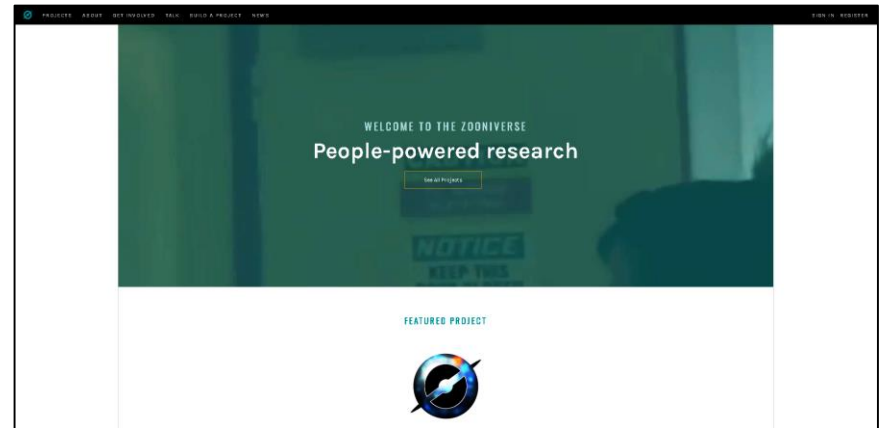 PROJECTS ABOUT GET INVOLVED TALK BUILD A PROJECT NEWS SIGN IN REGISTER
WELCOME TO THE ZOONIVERSE
People-powered research
See All Projects
NOTICE
KEEP THIS
FEATURED PROJECT